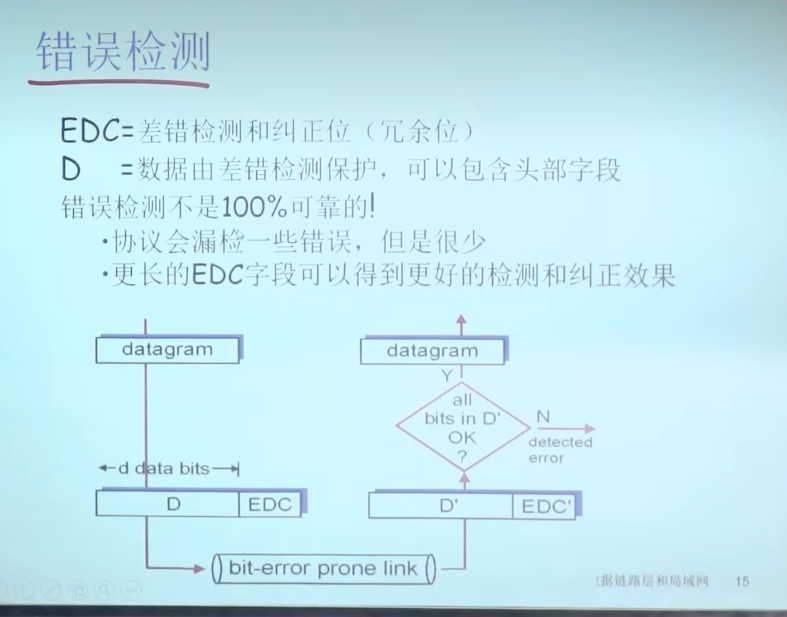 错误检测
EDC=差错检测和纠正位（冗余位）
D =数据由差错检测保护，可以包含头部字段
错误检测不是100%可靠的!
•协议会漏检一些错误，但是很少
•更长的EDC字段可以得到更好的检测和纠正效果
datagram
datagram
Y
all
bits in D'
OK
?
N
detected
error
d data bits
D EDC
D' EDC'
bit-error prone link
据链路层和局域网 15